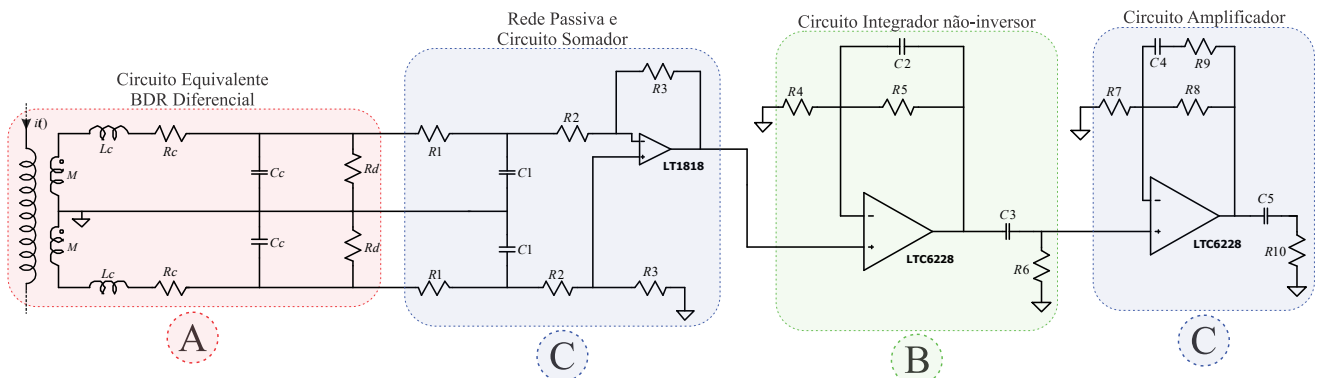 Circuito Equivalente
BDR Diferencial
i()
M
Lc
Rc
Cc
Rd
M
Lc
Rc
Cc
Rd
A
Rede Passiva e
Circuito Somador
R1
R2
R3
C1
LT1818
C1
R1
R2
R3
C
Circuito Integrador não-inversor
C2
R4
R5
LTC6228
C3
R6
B
Circuito Amplificador
C4
R9
R7
R8
LTC6228
C5
R10
C